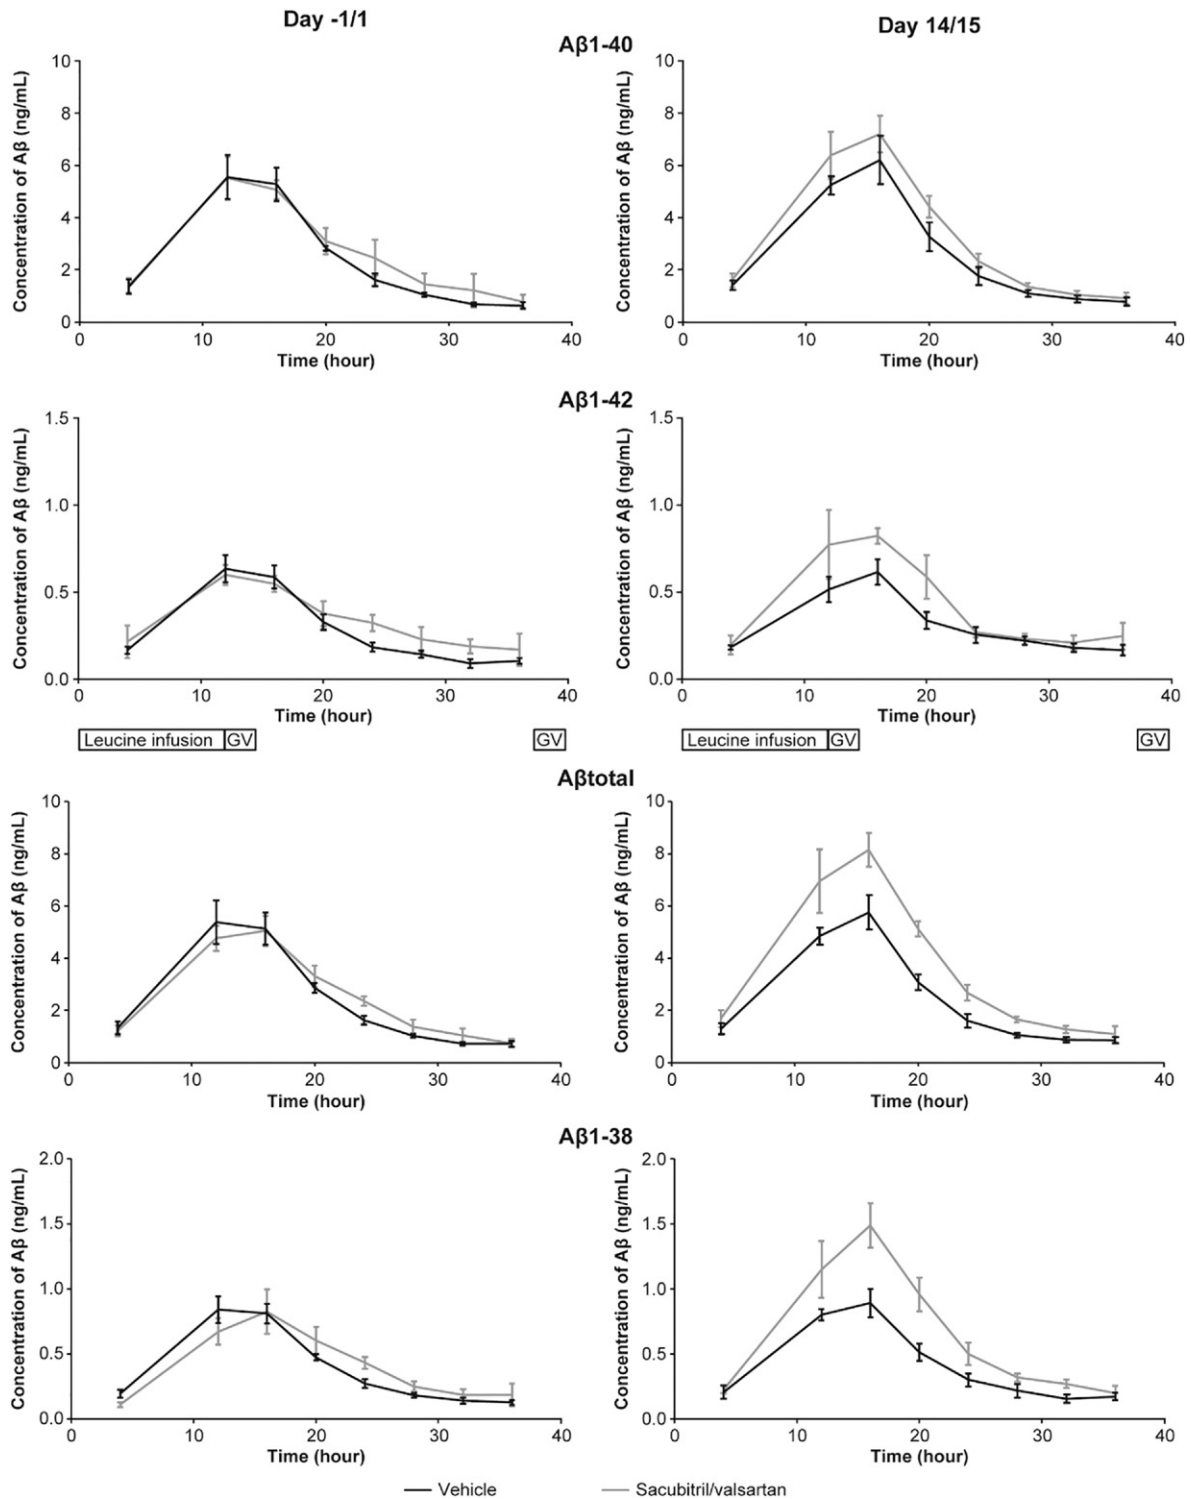 Day -1/1
Day 14/15
Aβ1-40
Concentration of Aβ (ng/mL)
10
8
6
4
2
0
0 10 20 30 40
Time (hour)
Concentration of Aβ (ng/mL)
10
8
6
4
2
0
0 10 20 30 40
Time (hour)
Aβ1-42
Concentration of Aβ (ng/mL)
1.5
1.0
0.5
0.0
0 10 20 30 40
Time (hour)
Leucine infusion GV GV
Concentration of Aβ (ng/mL)
1.5
1.0
0.5
0.0
0 10 20 30 40
Time (hour)
Leucine infusion GV GV
Aβtotal
Concentration of Aβ (ng/mL)
10
8
6
4
2
0
0 10 20 30 40
Time (hour)
Concentration of Aβ (ng/mL)
10
8
6
4
2
0
0 10 20 30 40
Time (hour)
Aβ1-38
Concentration of Aβ (ng/mL)
2.0
1.5
1.0
0.5
0.0
0 10 20 30 40
Time (hour)
Concentration of Aβ (ng/mL)
2.0
1.5
1.0
0.5
0.0
0 10 20 30 40
Time (hour)
Vehicle
Sacubitril/valsartan